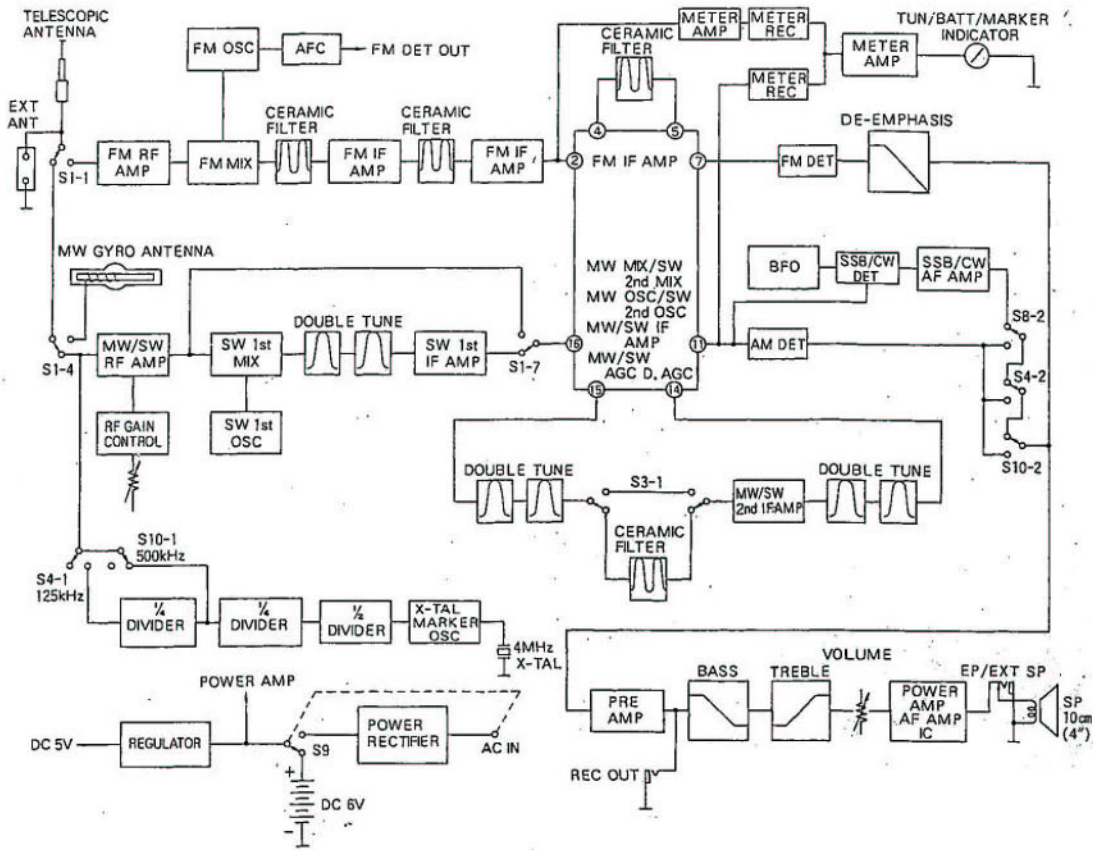 TELESCOPIC
ANTENNA
EXT
ANT
S1-1
FM OSC
AFC
FM DET OUT
FM RF
AMP
FM MIX
CERAMIC
FILTER
FM IF
AMP
CERAMIC
FILTER
FM IF
AMP
CERAMIC
FILTER
METER
AMP
METER
REC
METER
REC
METER
AMP
TUN/BATT/MARKER
INDICATOR
4
5
2
FM IF AMP
7
FM DET
DE-EMPHASIS
MW GYRO ANTENNA
S1-4
MW/SW
RF AMP
RF GAIN
CONTROL
SW 1st
MIX
SW 1st
OSC
DOUBLE TUNE
SW 1st
IF AMP
S1-7
16
MW MIX/SW
2nd MIX
MW OSC/SW
2nd OSC
MW/SW IF
AMP
MW/SW
AGC D. AGC
11
15
14
BFO
SSB/CW
DET
SSB/CW
AF AMP
AM DET
S8-2
S4-2
S10-2
DOUBLE TUNE
S3-1
CERAMIC
FILTER
MW/SW
2nd IFAMP
DOUBLE TUNE
S10-1
500kHz
S4-1
125kHz
1/4
DIVIDER
1/4
DIVIDER
1/2
DIVIDER
X-TAL
MARKER
OSC
4MHz
X-TAL
POWER AMP
DC 5V
REGULATOR
S9
POWER
RECTIFIER
AC IN
+
DC 6V
-
PRE
AMP
REC OUT
BASS
TREBLE
VOLUME
POWER
AMP
AF AMP
IC
EP/EXT SP
SP
10cm
(4")